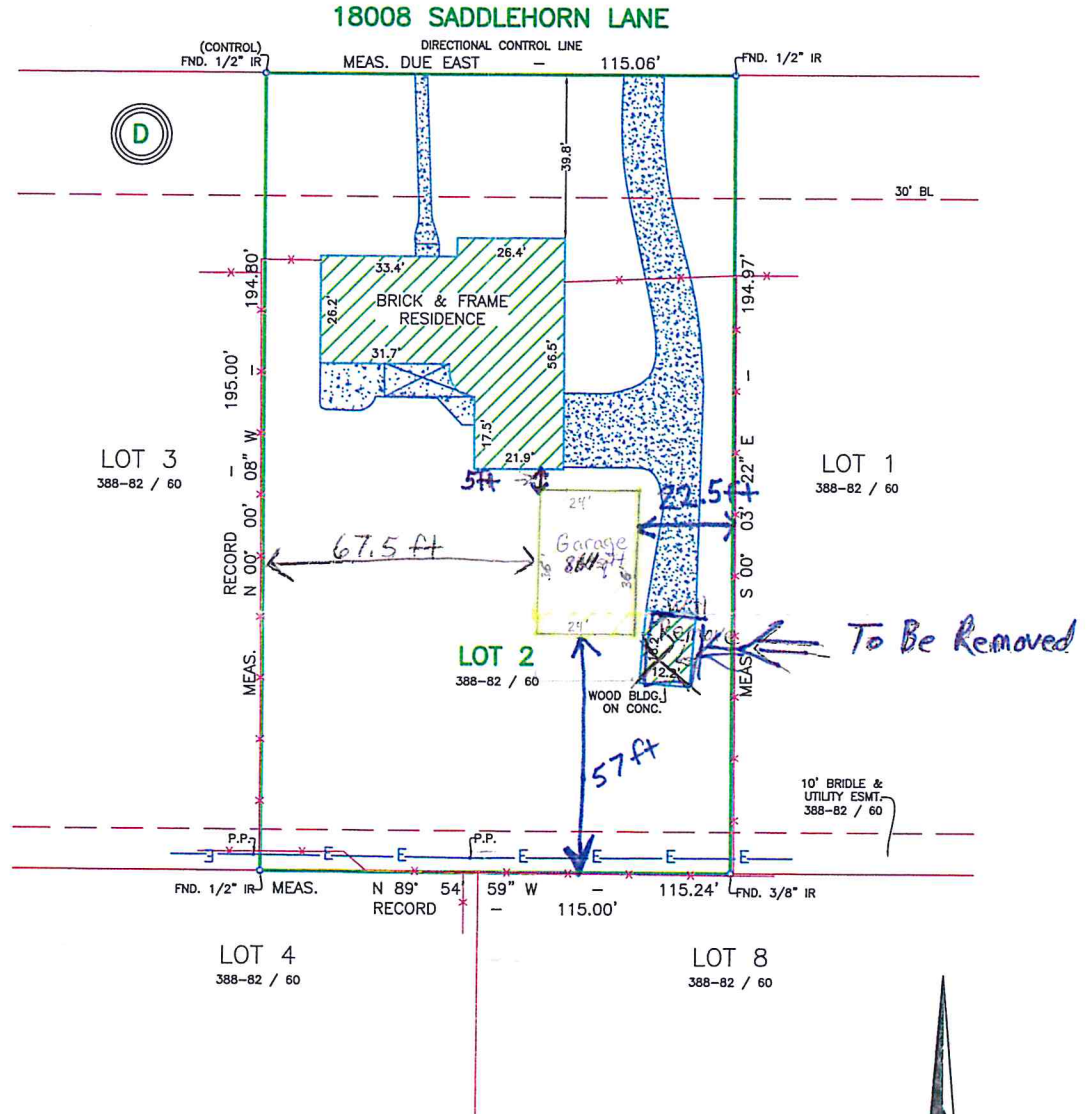 18008 SADDLEHORN LANE
DIRECTIONAL CONTROL LINE
(CONTROL)
FND. 1/2" IR
MEAS. DUE EAST - 115.06'
FND. 1/2" IR
D
39.8'
30' BL
26.4'
33.4'
194.80'
194.97'
BRICK & FRAME
RESIDENCE
26.2'
31.7'
56.5'
195.00'
17.5'
21.9'
LOT 3
388-82 / 60
LOT 1
388-82 / 60
RECORD -
MEAS. N 00° 00' 08" W -
MEAS. S 00° 03' 22" E -
5ft
22.5ft
24'
67.5 ft
Garage
864 sqft
36'
36'
24'
To Be Removed
LOT 2
388-82 / 60
12.2'
WOOD BLDG.
ON CONC.
57ft
10' BRIDLE &
UTILITY ESMT.
388-82 / 60
P.P.
P.P.
E E E E E E E
FND. 1/2" IR
MEAS. N 89° 54' 59" W - 115.24'
FND. 3/8" IR
RECORD - 115.00'
LOT 4
388-82 / 60
LOT 8
388-82 / 60